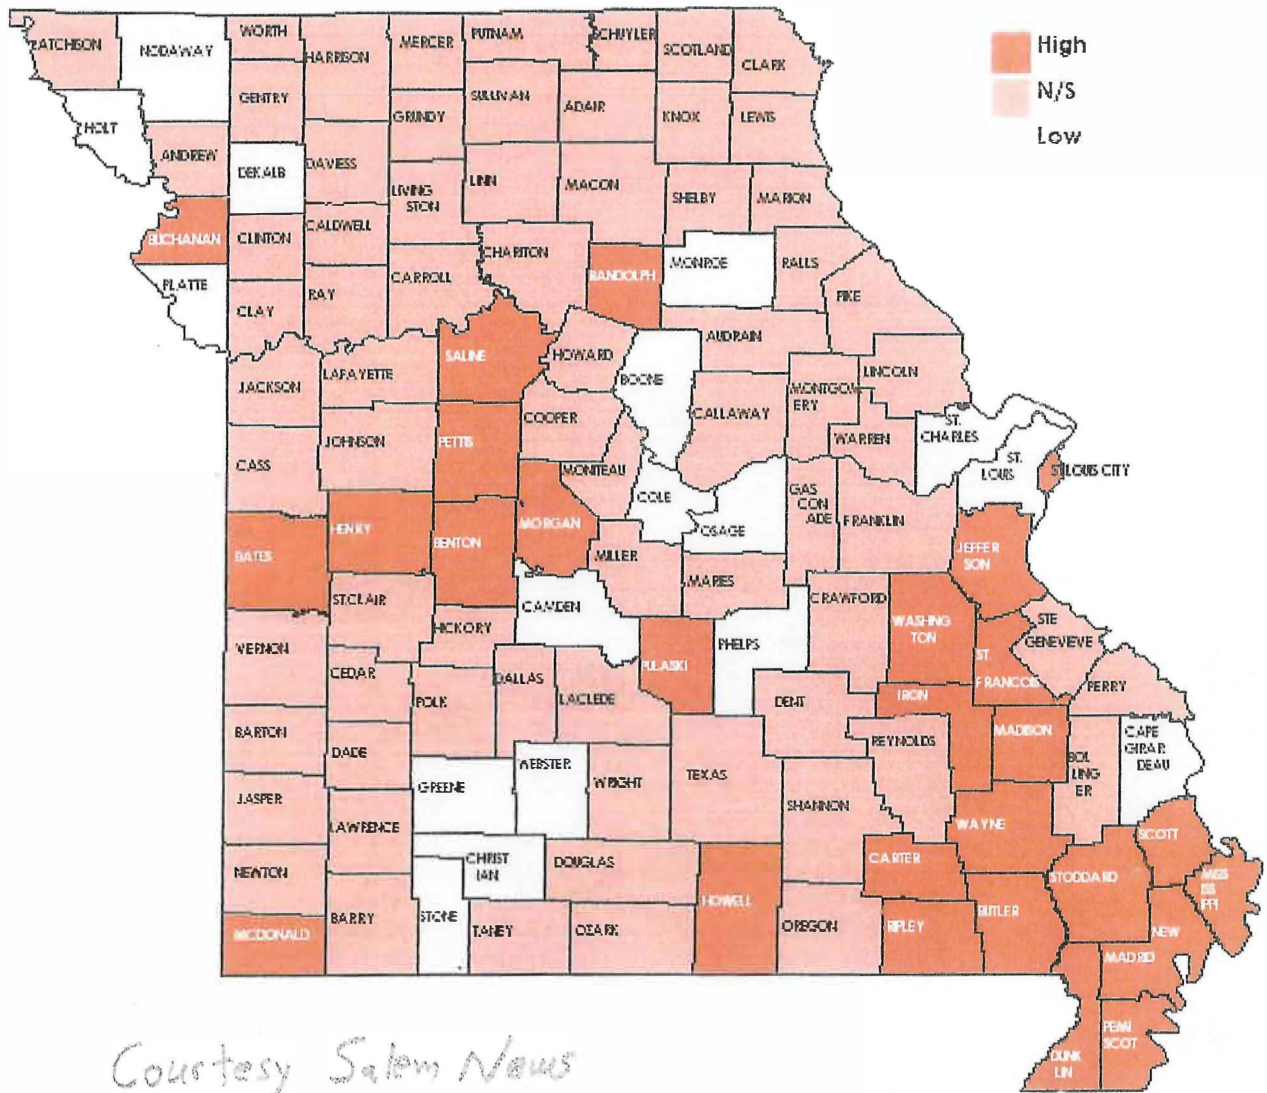 High
N/S
Low
ATCHISON
NODAWAY
WORTH
HARRISON
MERCER
PUTNAM
SCHUYLER
SCOTLAND
CLARK
HOLT
GENTRY
GRUNDY
SULLIVAN
ADAIR
KNOX
LEWIS
ANDREW
DEKALB
DAVIESS
LIVING
STON
LINN
MACON
SHELBY
MARION
BUCHANAN
CLINTON
CALDWELL
CHARITON
RANDOLPH
MONROE
RALLS
PLATTE
CLAY
RAY
CARROLL
PIKE
SALINE
HOWARD
BOONE
AUDRAIN
JACKSON
LAFAYETTE
COOPER
CALLAWAY
MONTGOM
ERY
LINCOLN
CASS
JOHNSON
PETTIS
MONITEAU
WARREN
ST.
CHARLES
ST.
LOUIS
ST LOUIS CITY
COLE
OSAGE
GAS
CON
ADE
FRANKLIN
BATES
HENRY
BENTON
MORGAN
MILLER
MARIES
JEFFER
SON
ST.CLAIR
CAMDEN
CRAWFORD
WASHING
TON
STE
GENEVIEVE
VERNON
HICKORY
PULASKI
PHELPS
ST.
FRANCOIS
PERRY
CEDAR
POLK
DALLAS
LACLEDE
DENT
IRON
MADISON
BARTON
DADE
REYNOLDS
BOL
LING
ER
CAPE
GIRAR
DEAU
JASPER
GREENE
WEBSTER
WRIGHT
TEXAS
SHANNON
LAWRENCE
WAYNE
SCOTT
NEWTON
CHRIST
IAN
DOUGLAS
CARTER
STODDARD
MISS
ISS
IPPI
MCDONALD
BARRY
STONE
TANEY
OZARK
HOWELL
OREGON
RIPLEY
BUTLER
NEW
MADRID
DUNK
LIN
PEMI
SCOT
Courtesy Salem News